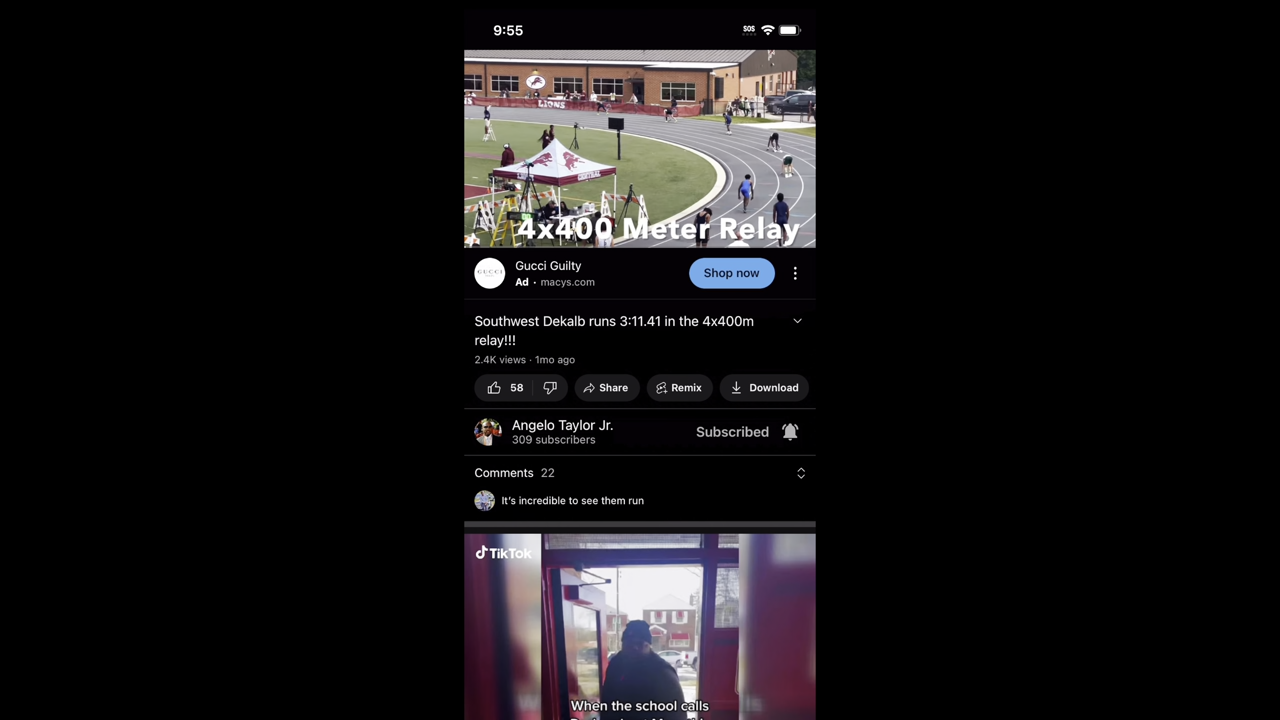 9:55
SOS
LIONS
CENTRAL
4x400 Meter Relay
GUCCI
Gucci Guilty
Ad · macys.com
Shop now
Southwest Dekalb runs 3:11.41 in the 4x400m
relay!!!
2.4K views · 1mo ago
58
Share
Remix
Download
Angelo Taylor Jr.
309 subscribers
Subscribed
Comments 22
It's incredible to see them run
TikTok
When the school calls